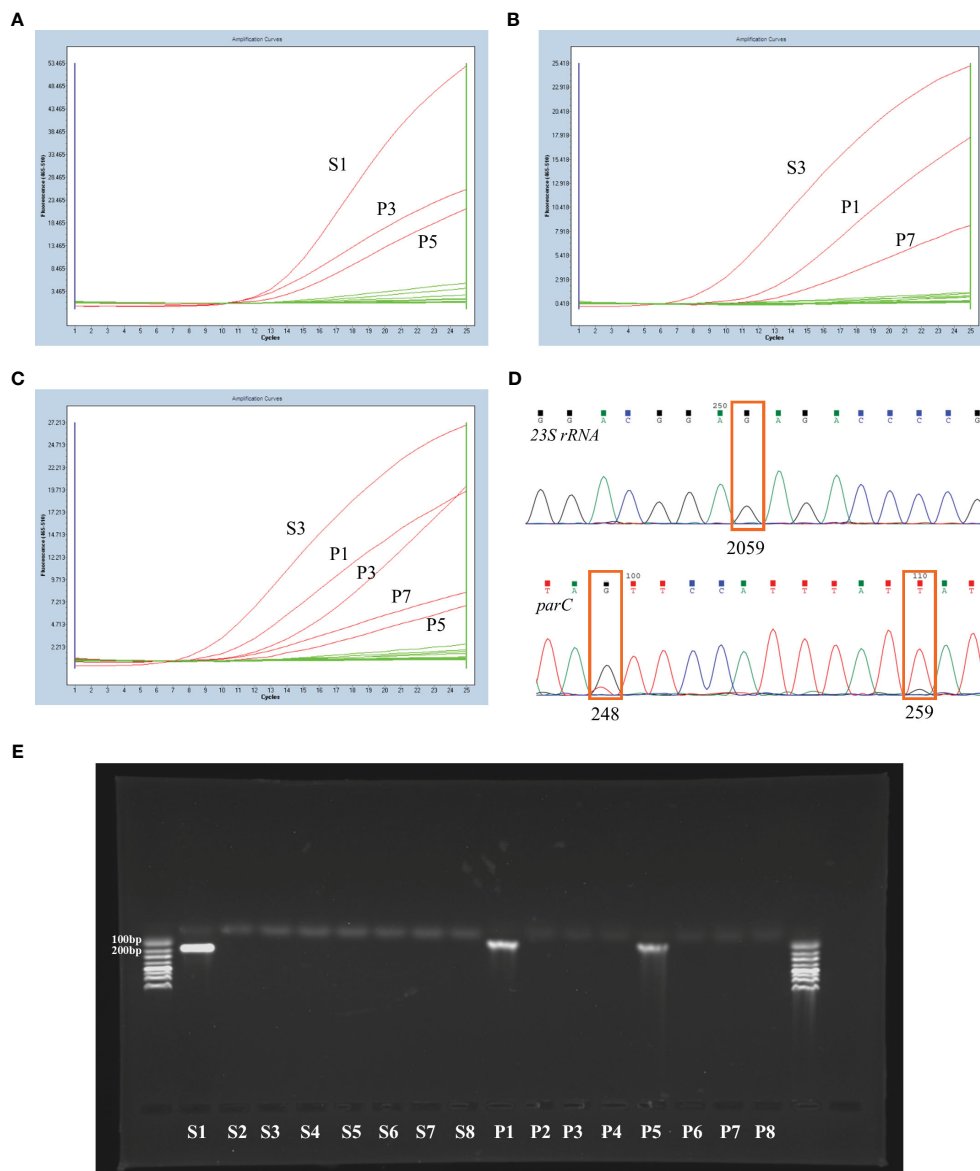 A
Amplification Curves
Fluorescence (465-510)
53.465
48.465
43.465
38.465
33.465
28.465
23.465
18.465
13.465
8.465
3.465
S1
P3
P5
1 2 3 4 5 6 7 8 9 10 11 12 13 14 15 16 17 18 19 20 21 22 23 24 25
Cycles
B
Amplification Curves
Fluorescence (465-510)
25.418
22.918
20.418
17.918
15.418
12.918
10.418
7.918
5.418
2.918
0.418
S3
P1
P7
1 2 3 4 5 6 7 8 9 10 11 12 13 14 15 16 17 18 19 20 21 22 23 24 25
Cycles
C
Amplification Curves
Fluorescence (465-510)
27.213
24.713
22.213
19.713
17.213
14.713
12.213
9.713
7.213
4.713
2.213
S3
P1
P3
P7
P5
1 2 3 4 5 6 7 8 9 10 11 12 13 14 15 16 17 18 19 20 21 22 23 24 25
Cycles
D
250
G G A C G G A G A G A C C C C G
23S rRNA
2059
100 110
T A G T T C C A T T T A T T A T
parC
248 259
E
100bp
200bp
S1 S2 S3 S4 S5 S6 S7 S8 P1 P2 P3 P4 P5 P6 P7 P8